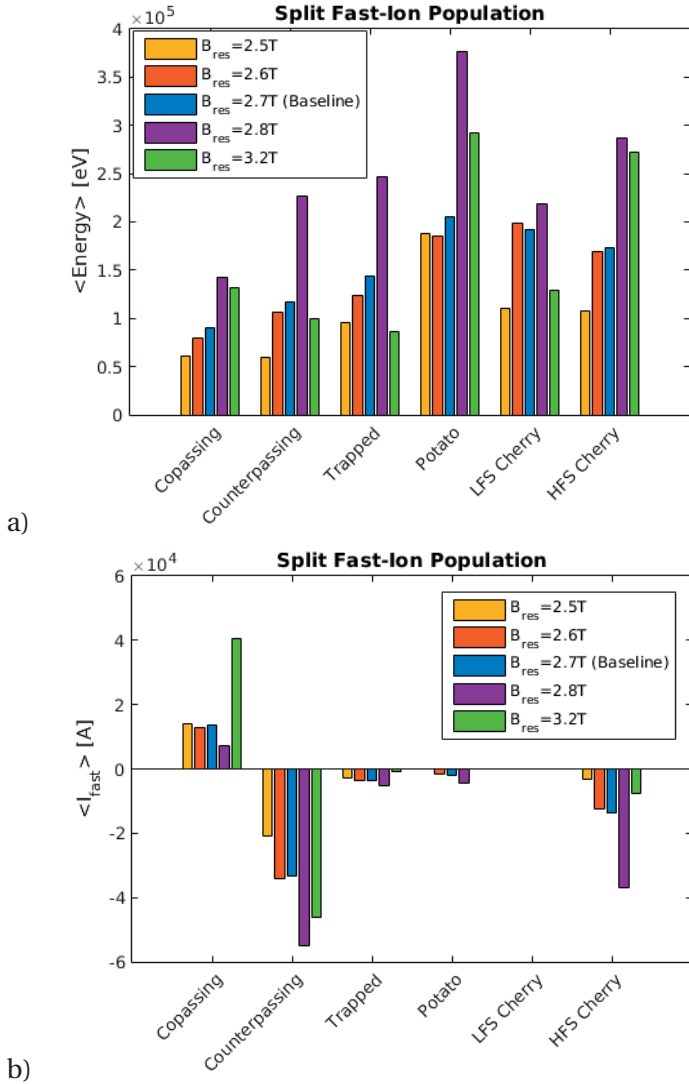 Split Fast-Ion Population
×10⁵
4
3.5
3
2.5
2
1.5
1
0.5
0
<Energy> [eV]
B_res=2.5T
B_res=2.6T
B_res=2.7T (Baseline)
B_res=2.8T
B_res=3.2T
Copassing
Counterpassing
Trapped
Potato
LFS Cherry
HFS Cherry
a)
Split Fast-Ion Population
×10⁴
6
4
2
0
-2
-4
-6
<I_fast> [A]
B_res=2.5T
B_res=2.6T
B_res=2.7T (Baseline)
B_res=2.8T
B_res=3.2T
Copassing
Counterpassing
Trapped
Potato
LFS Cherry
HFS Cherry
b)